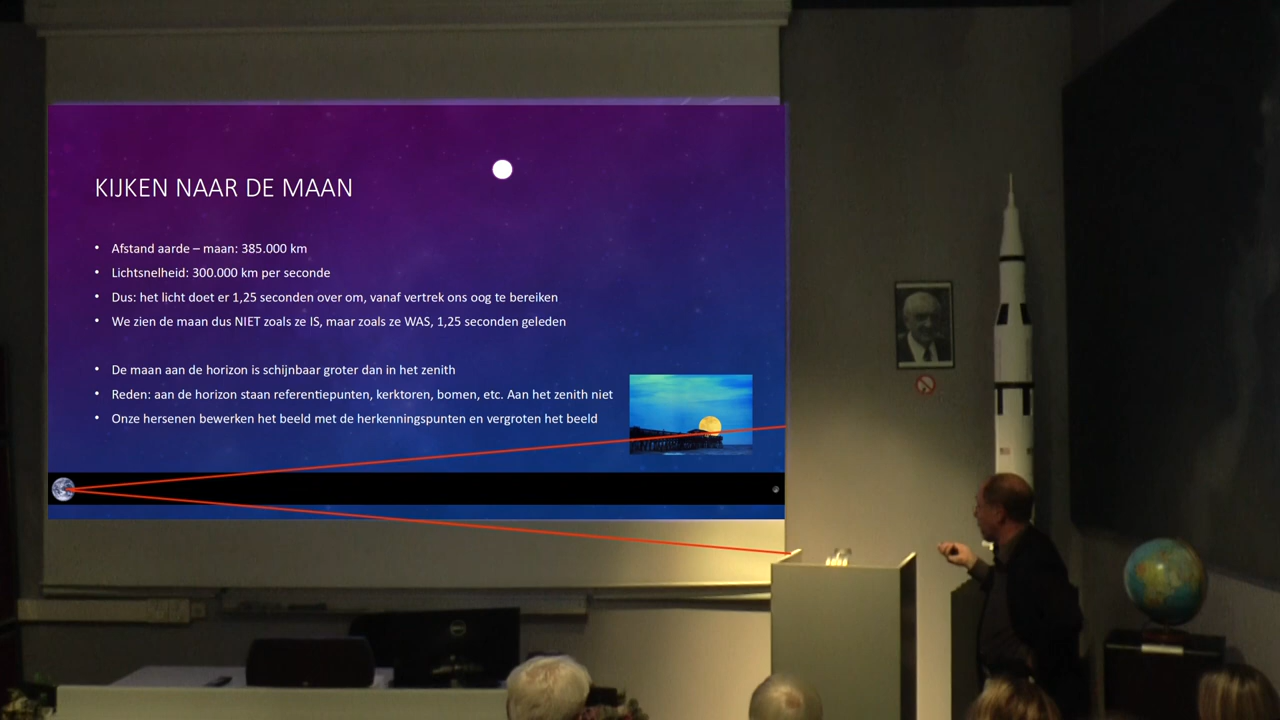 KIJKEN NAAR DE MAAN
• Afstand aarde – maan: 385.000 km
• Lichtsnelheid: 300.000 km per seconde
• Dus: het licht doet er 1,25 seconden over om, vanaf vertrek ons oog te bereiken
• We zien de maan dus NIET zoals ze IS, maar zoals ze WAS, 1,25 seconden geleden
• De maan aan de horizon is schijnbaar groter dan in het zenith
• Reden: aan de horizon staan referentiepunten, kerktoren, bomen, etc. Aan het zenith niet
• Onze hersenen bewerken het beeld met de herkenningspunten en vergroten het beeld